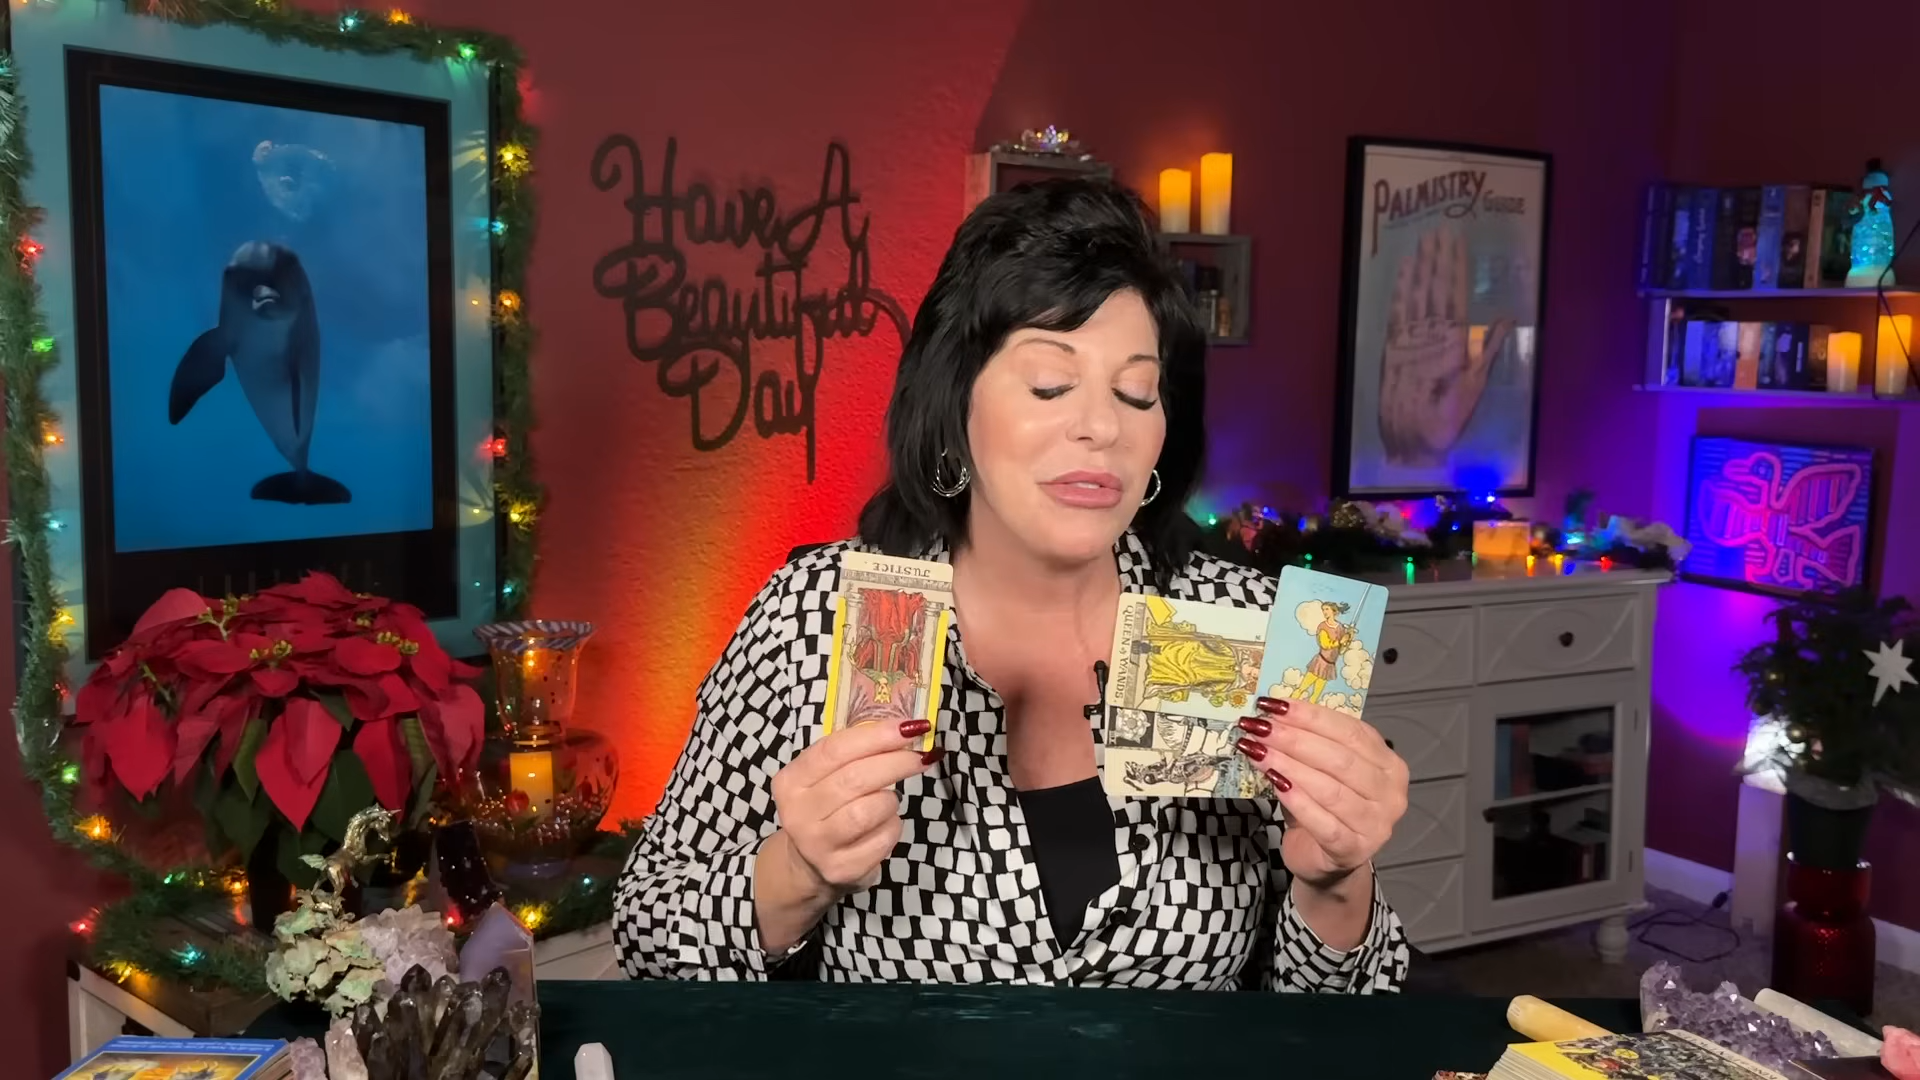 Have A
Beautiful
Day
PALMISTRY GUIDE
JUSTICE.
QUEEN of WANDS